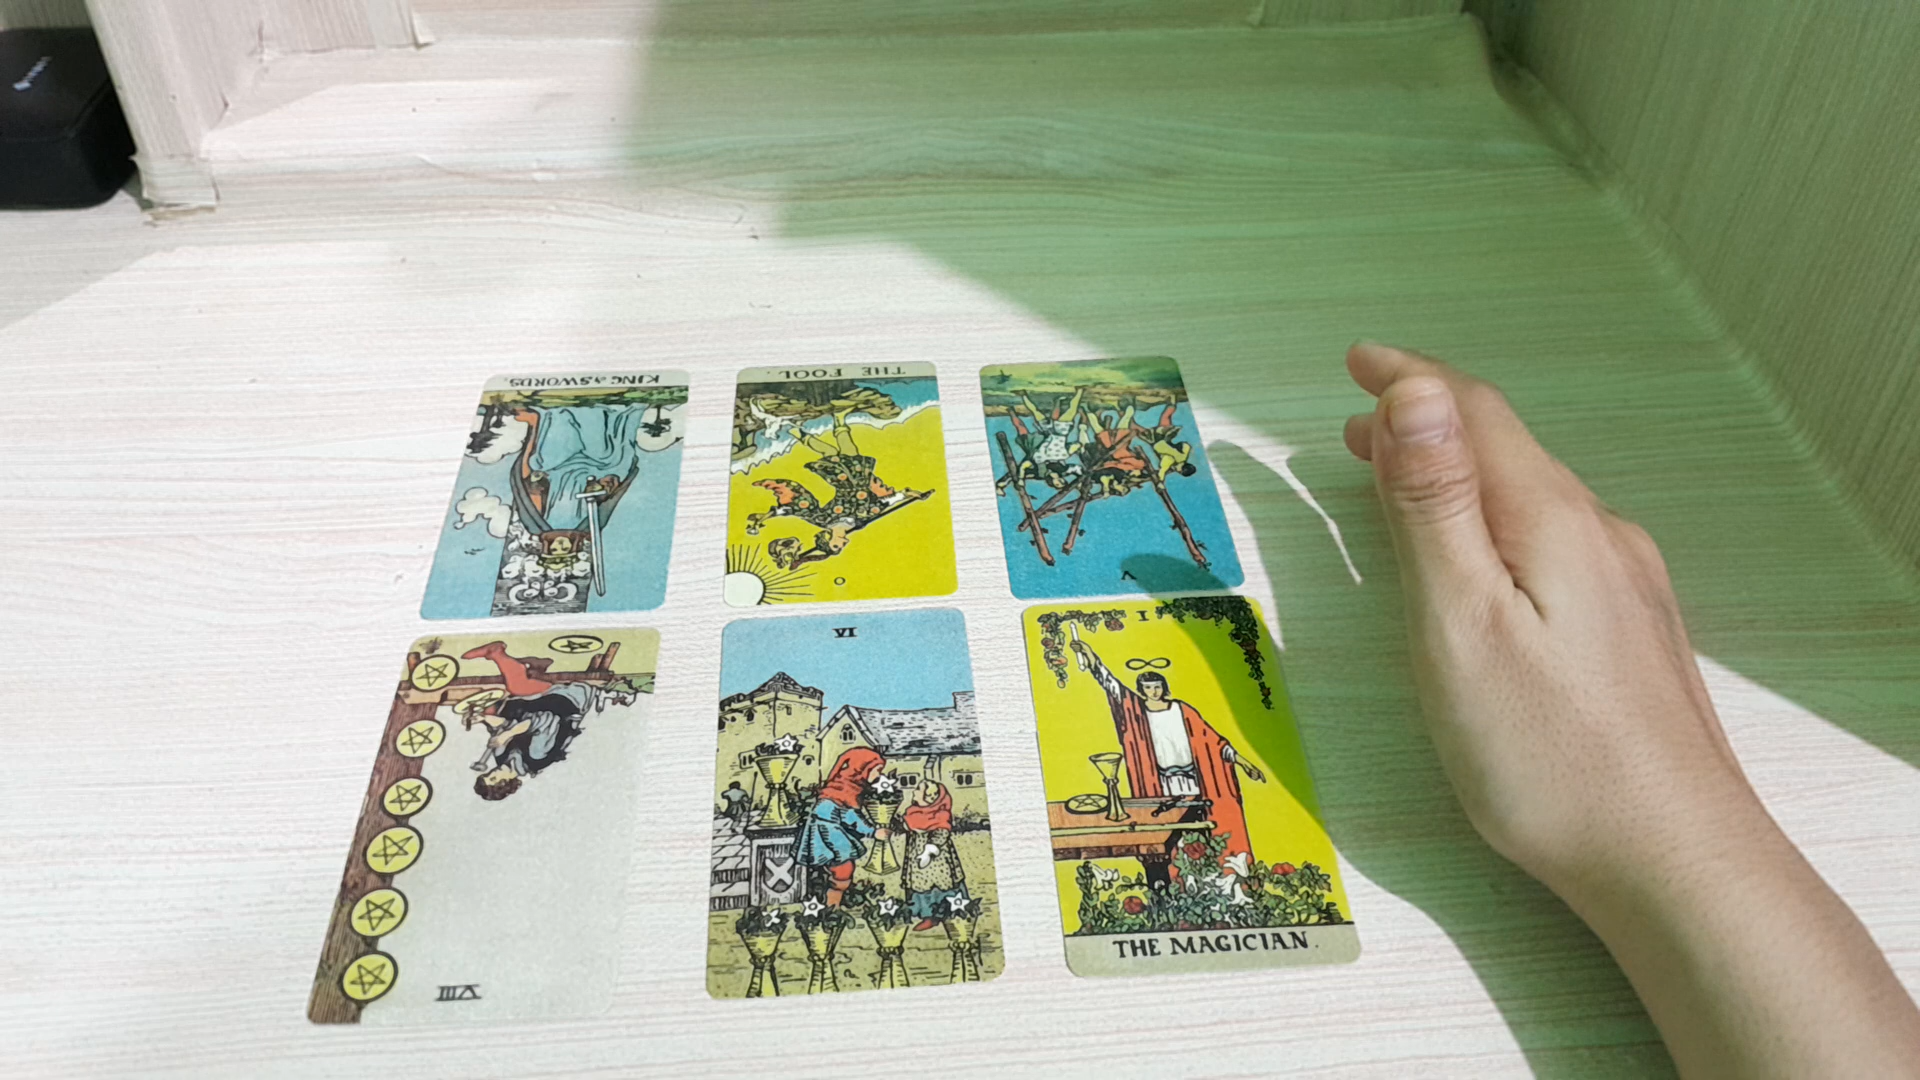 KING of SWORDS.
THE FOOL.
0
V
VI
I
VIII
THE MAGICIAN.